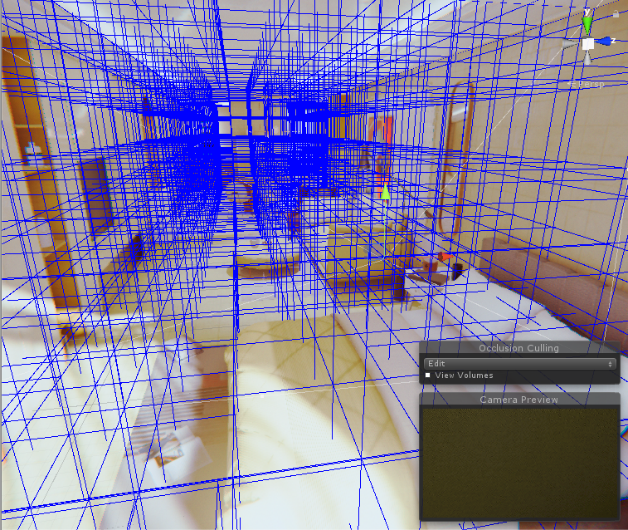 Occlusion Culling
Edit
View Volumes
Camera Preview